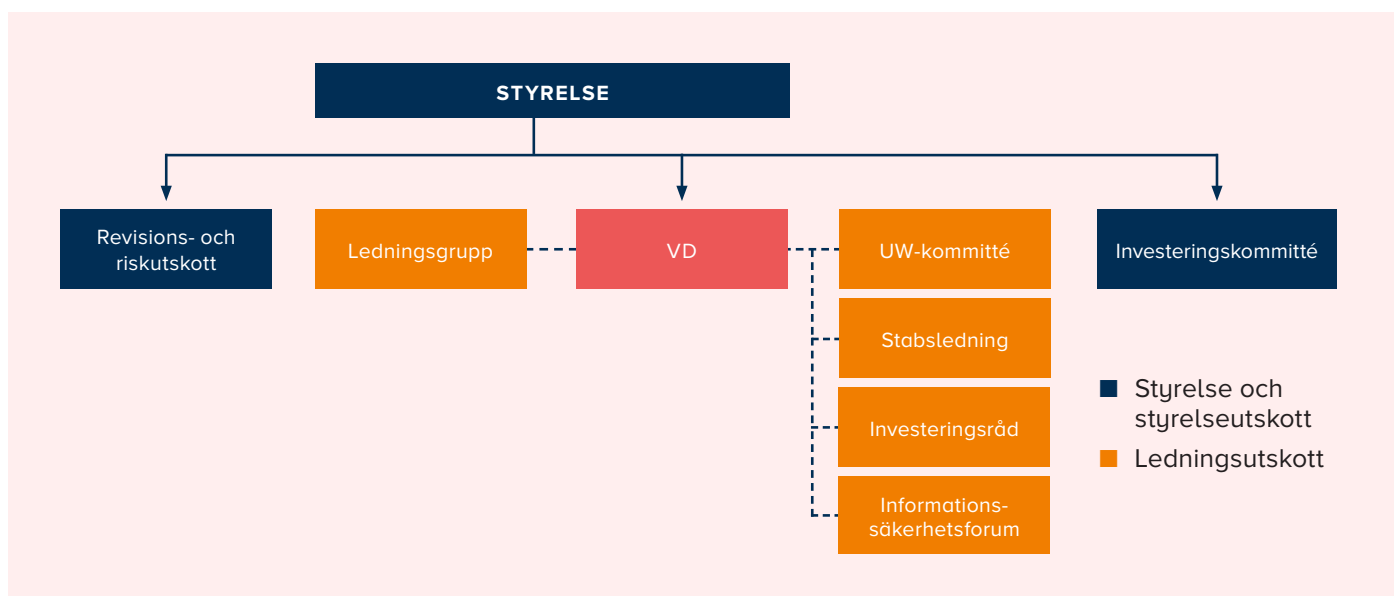 STYRELSE
Revisions- och
riskutskott
Ledningsgrupp
VD
UW-kommitté
Investeringskommitté
Stabsledning
Investeringsråd
Informations-
säkerhetsforum
Styrelse och
styrelseutskott
Ledningsutskott